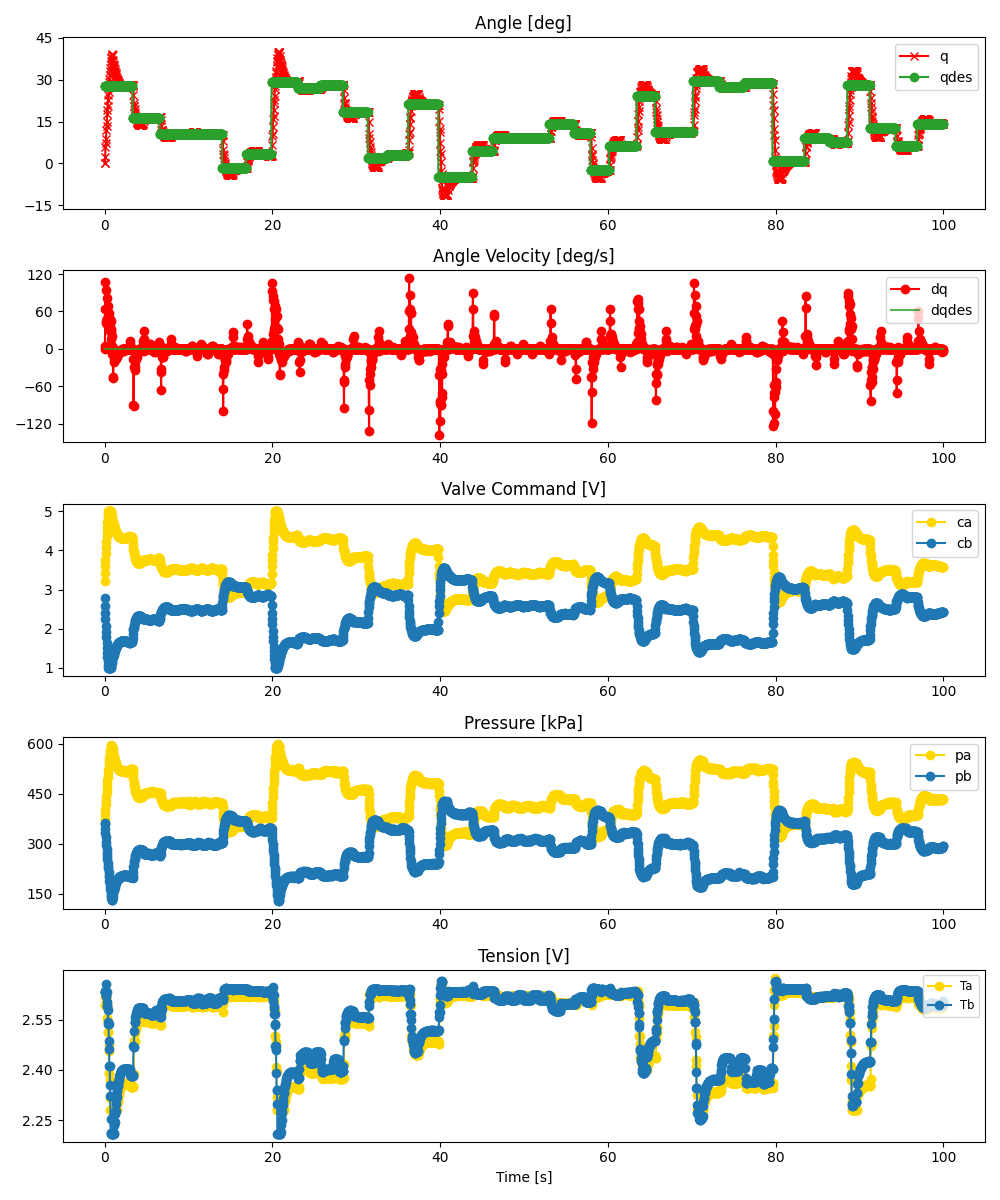 Angle [deg]
45
30
15
0
−15
q
qdes
0 20 40 60 80 100
Angle Velocity [deg/s]
120
60
0
−60
−120
dq
dqdes
0 20 40 60 80 100
Valve Command [V]
5
4
3
2
1
ca
cb
0 20 40 60 80 100
Pressure [kPa]
600
450
300
150
pa
pb
0 20 40 60 80 100
Tension [V]
2.55
2.40
2.25
Ta
Tb
0 20 40 60 80 100
Time [s]